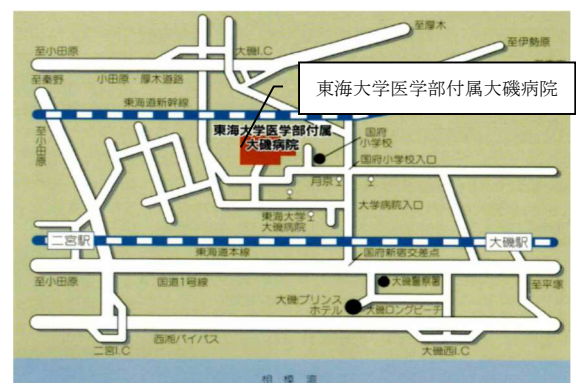 至厚木
至小田原
大磯I.C
至伊勢原
至秦野
小田原・厚木道路
東海大学医学部付属大磯病院
東海道新幹線
至小田原
東海大学医学部付属
大磯病院
国府
小学校
国府小学校入口
月京
大学病院入口
東海大学
大磯病院
二宮駅
大磯駅
東海道本線
国府新宿交差点
至小田原
国道1号線
大磯警察署
至平塚
大磯プリンス
ホテル
大磯ロングビーチ
西湘バイパス
二宮I.C
大磯西I.C
相模湾